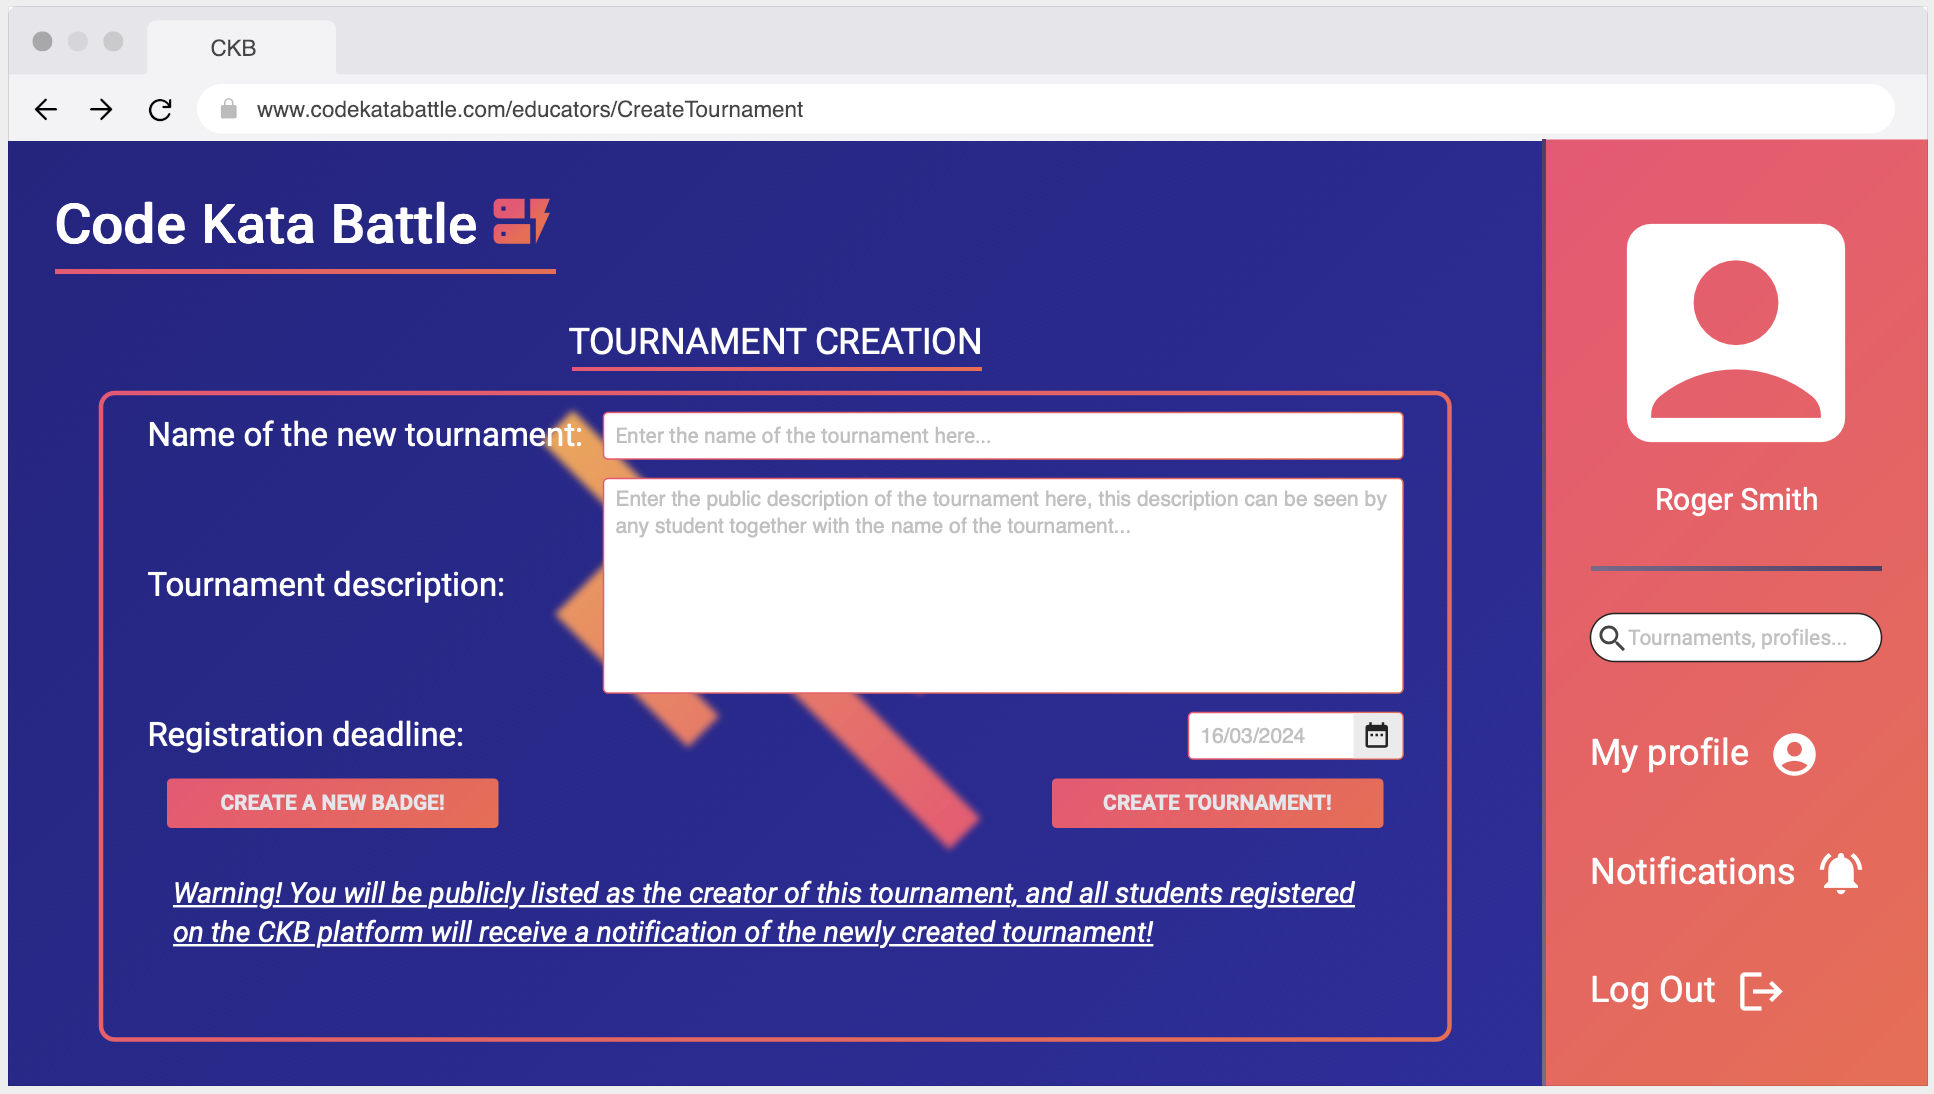 CKB
www.codekatabattle.com/educators/CreateTournament
Code Kata Battle
TOURNAMENT CREATION
Name of the new tournament:
Enter the name of the tournament here...
Enter the public description of the tournament here, this description can be seen by
any student together with the name of the tournament...
Tournament description:
Registration deadline:
16/03/2024
CREATE A NEW BADGE!
CREATE TOURNAMENT!
Warning! You will be publicly listed as the creator of this tournament, and all students registered
on the CKB platform will receive a notification of the newly created tournament!
Roger Smith
Tournaments, profiles...
My profile
Notifications
Log Out